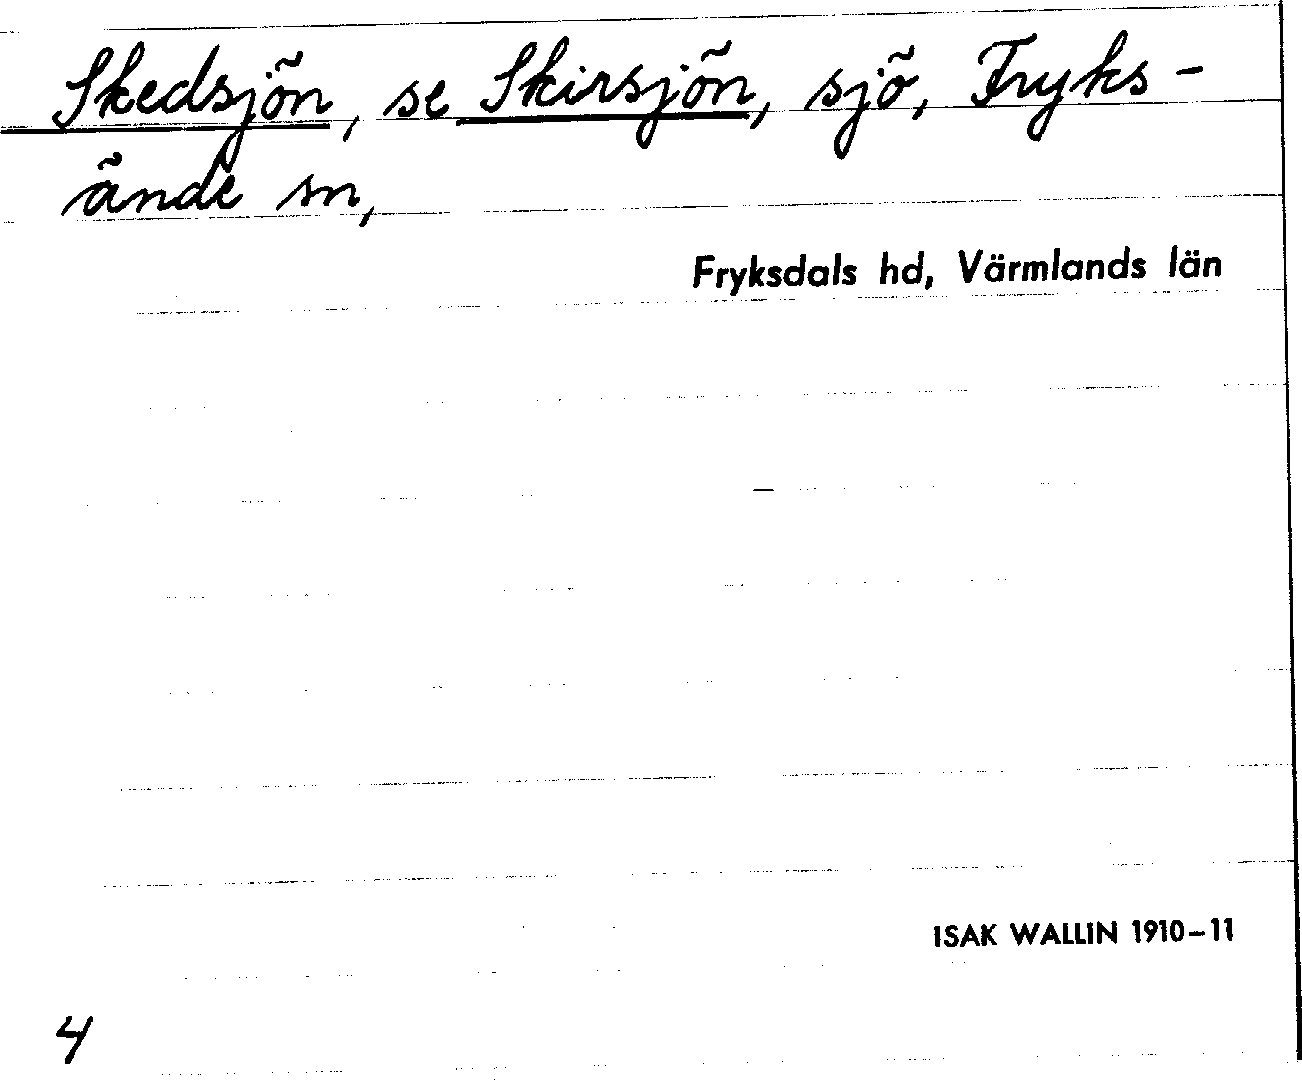 Skedsjön, se Skirsjön, sjö, Fryks-
ände sn,
Fryksdals hd, Värmlands län
ISAK WALLIN 1910-11
4